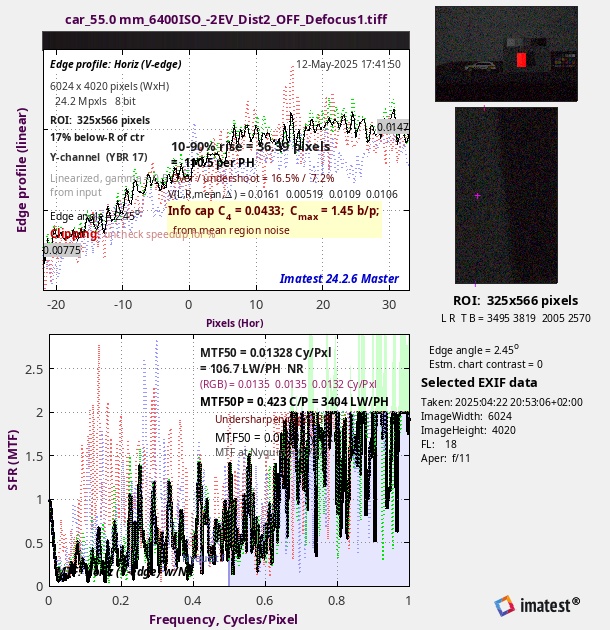 car_55.0 mm_6400ISO_-2EV_Dist2_OFF_Defocus1.tiff
Edge profile: Horiz (V-edge)
12-May-2025 17:41:50
6024 x 4020 pixels (WxH)
24.2 Mpxls 8 bit
ROI: 325x566 pixels
17% below-R of ctr
Y-channel (YBR 17)
Linearized, gamma
from input
Edge angle = 2.45°
Clipping: uncheck speedup for %
0.0147
0.00775
10-90% rise = 36.39 pixels
per PH
undershoot = 16.5% / 7.2%
V(L,R,mean,Δ) = 0.0161 0.00519 0.0109 0.0106
Info cap C4 = 0.0433; Cmax = 1.45 b/p;
from mean region noise
Imatest 24.2.6 Master
Edge profile (linear)
-20 -10 0 10 20 30
Pixels (Hor)
ROI: 325x566 pixels
L R T B = 3495 3819 2005 2570
Edge angle = 2.45°
Estm. chart contrast = 0
Selected EXIF data
Taken: 2025:04:22 20:53:06+02:00
ImageWidth: 6024
ImageHeight: 4020
FL: 18
Aper: f/11
MTF50 = 0.01328 Cy/Pxl
= 106.7 LW/PH NR
(RGB) = 0.0135 0.0135 0.0132 Cy/Pxl
MTF50P = 0.423 C/P = 3404 LW/PH
Undersharpening
MTF50 = 0.0
MTF at Nyquist
SFR (MTF)
2.5
2
1.5
1
0.5
0
0 0.2 0.4 0.6 0.8 1
Frequency, Cycles/Pixel
imatest®